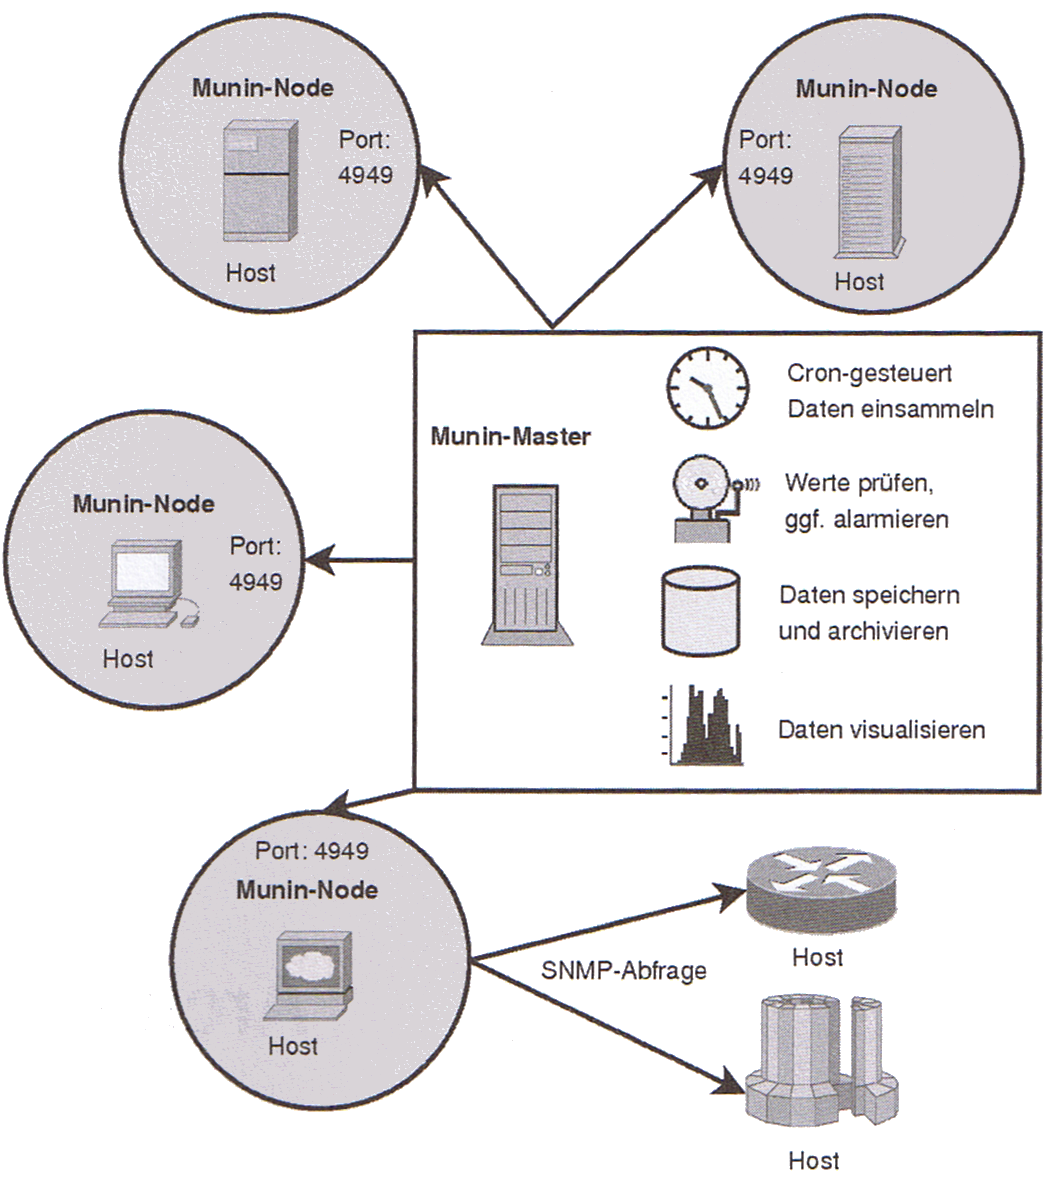 Munin-Node
Port:
4949
Host
Munin-Node
Port:
4949
Host
Munin-Master
Cron-gesteuert
Daten einsammeln
Werte prüfen,
ggf. alarmieren
Daten speichern
und archivieren
Daten visualisieren
Munin-Node
Port:
4949
Host
Port: 4949
Munin-Node
Host
SNMP-Abfrage
Host
Host